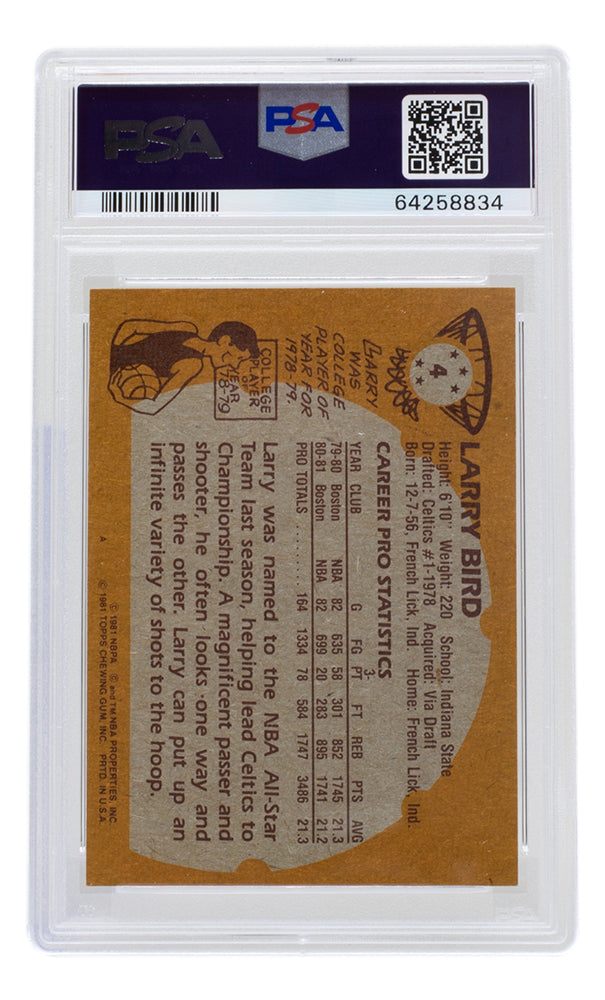 PSA
PSA
64258834
4
LARRY BIRD
Height: 6'10" Weight: 220 School: Indiana State
Drafted: Celtics #1-1978 Acquired: Via Draft
Born: 12-7-56, French Lick, Ind. Home: French Lick, Ind.
LARRY
WAS
COLLEGE
PLAYER OF
YEAR FOR
1978-79.
COLLEGE
PLAYER
OF
YEAR
'78-79
CAREER PRO STATISTICS
YEAR CLUB G FG 3-PT FT REB PTS AVG
79-80 Boston NBA 82 635 58 301 852 1745 21.3
80-81 Boston NBA 82 699 20 283 895 1741 21.2
PRO TOTALS .......... 164 1334 78 584 1747 3486 21.3
Larry was named to the NBA All-Star
Team last season, helping lead Celtics to
Championship. A magnificent passer and
shooter, he often looks one way and
passes the other. Larry can put up an
infinite variety of shots to the hoop.
A
© 1981 NBPA © and TM NBA PROPERTIES, INC.
© 1981 TOPPS CHEWING GUM, INC. PRTD. IN U.S.A.
PSA